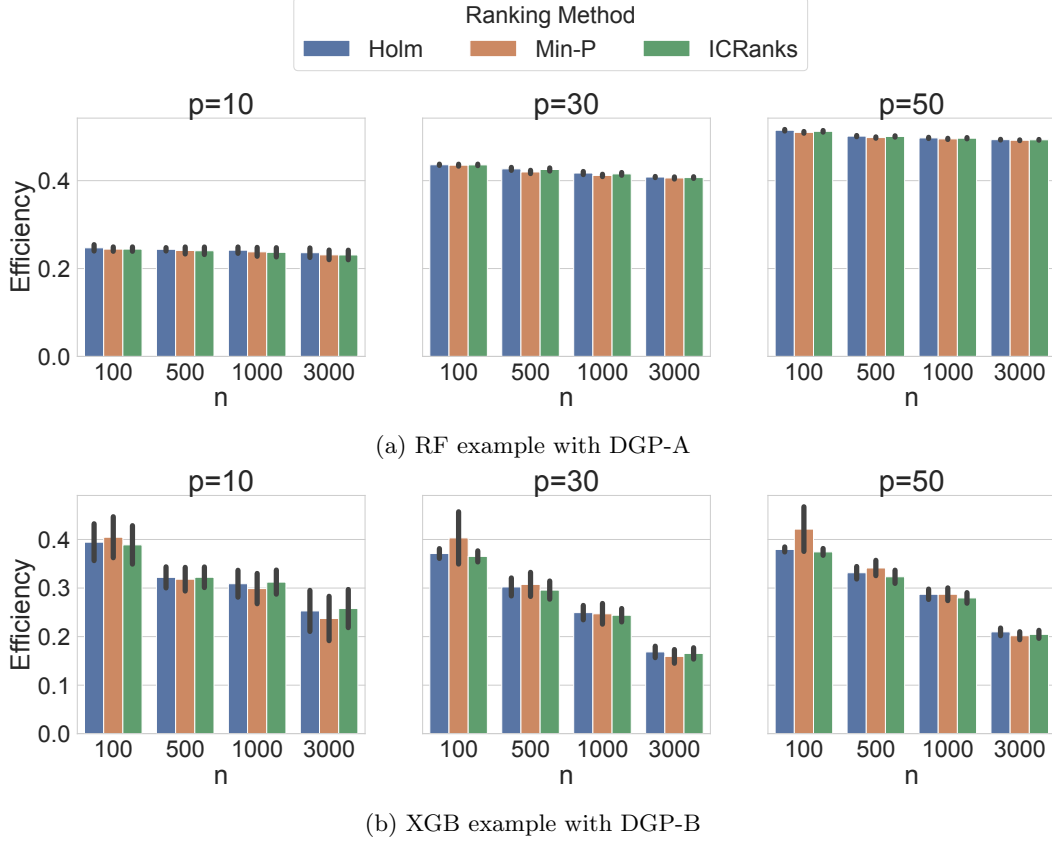 Ranking Method
Holm Min-P ICRanks
p=10 p=30 p=50
Efficiency
0.4
0.2
0.0
100 500 1000 3000 100 500 1000 3000 100 500 1000 3000
n n n
(a) RF example with DGP-A
p=10 p=30 p=50
Efficiency
0.4
0.3
0.2
0.1
0.0
100 500 1000 3000 100 500 1000 3000 100 500 1000 3000
n n n
(b) XGB example with DGP-B